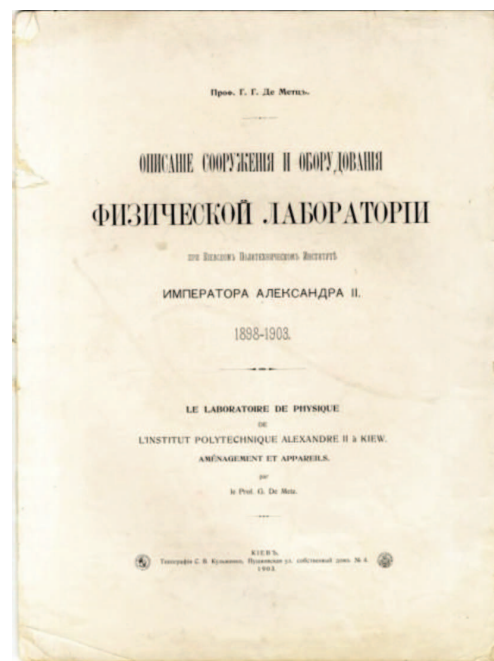 Проф. Г. Г. Де Метцъ.
ОПИСАНІЕ СООРУЖЕНІЯ И ОБОРУДОВАНІЯ
ФИЗИЧЕСКОЙ ЛАБОРАТОРІИ
при Кіевскомъ Политехническомъ Институтѣ
ИМПЕРАТОРА АЛЕКСАНДРА II.
1898-1903.
LE LABORATOIRE DE PHYSIQUE
DE
L'INSTITUT POLYTECHNIQUE ALEXANDRE II à KIEW.
AMÉNAGEMENT ET APPAREILS.
par
le Prof. G. De Metz.
КІЕВЪ.
Типографія С. В. Кульженко, Пушкинская ул. собственный домъ № 4.
1903.